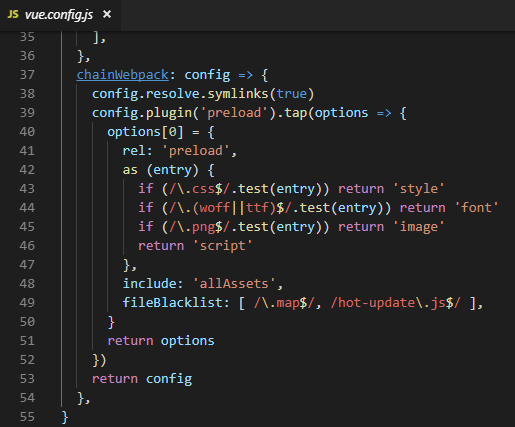 JS vue.config.js ×
35 ],
36 },
37 chainWebpack: config => {
38 config.resolve.symlinks(true)
39 config.plugin('preload').tap(options => {
40 options[0] = {
41 rel: 'preload',
42 as (entry) {
43 if (/\.css$/.test(entry)) return 'style'
44 if (/\.(woff||ttf)$/.test(entry)) return 'font'
45 if (/\.png$/.test(entry)) return 'image'
46 return 'script'
47 },
48 include: 'allAssets',
49 fileBlacklist: [ /\.map$/, /hot-update\.js$/ ],
50 }
51 return options
52 })
53 return config
54 },
55 }